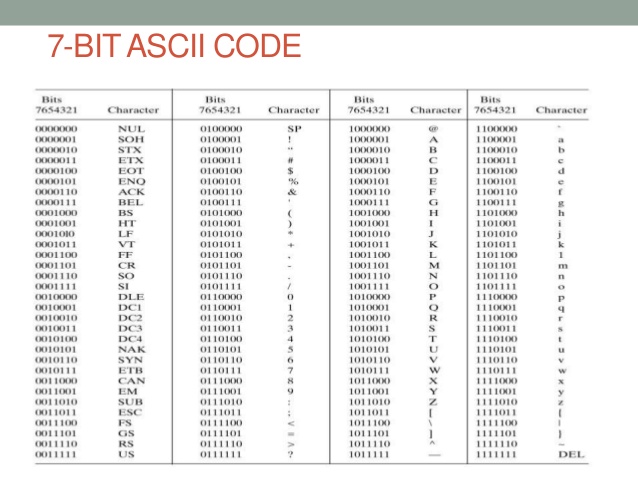 7-BIT ASCII CODE
Bits Bits Bits Bits
7654321 Character 7654321 Character 7654321 Character 7654321 Character
0000000 NUL 0100000 SP 1000000 @ 1100000 `
0000001 SOH 0100001 ! 1000001 A 1100001 a
0000010 STX 0100010 " 1000010 B 1100010 b
0000011 ETX 0100011 # 1000011 C 1100011 c
0000100 EOT 0100100 $ 1000100 D 1100100 d
0000101 ENQ 0100101 % 1000101 E 1100101 e
0000110 ACK 0100110 & 1000110 F 1100110 f
0000111 BEL 0100111 ' 1000111 G 1100111 g
0001000 BS 0101000 ( 1001000 H 1101000 h
0001001 HT 0101001 ) 1001001 I 1101001 i
0001010 LF 0101010 * 1001010 J 1101010 j
0001011 VT 0101011 + 1001011 K 1101011 k
0001100 FF 0101100 , 1001100 L 1101100 l
0001101 CR 0101101 - 1001101 M 1101101 m
0001110 SO 0101110 . 1001110 N 1101110 n
0001111 SI 0101111 / 1001111 O 1101111 o
0010000 DLE 0110000 0 1010000 P 1110000 p
0010001 DC1 0110001 1 1010001 Q 1110001 q
0010010 DC2 0110010 2 1010010 R 1110010 r
0010011 DC3 0110011 3 1010011 S 1110011 s
0010100 DC4 0110100 4 1010100 T 1110100 t
0010101 NAK 0110101 5 1010101 U 1110101 u
0010110 SYN 0110110 6 1010110 V 1110110 v
0010111 ETB 0110111 7 1010111 W 1110111 w
0011000 CAN 0111000 8 1011000 X 1111000 x
0011001 EM 0111001 9 1011001 Y 1111001 y
0011010 SUB 0111010 : 1011010 Z 1111010 z
0011011 ESC 0111011 ; 1011011 [ 1111011 {
0011100 FS 0111100 < 1011100 \ 1111100 |
0011101 GS 0111101 = 1011101 ] 1111101 }
0011110 RS 0111110 > 1011110 ^ 1111110 ~
0011111 US 0111111 ? 1011111 — 1111111 DEL